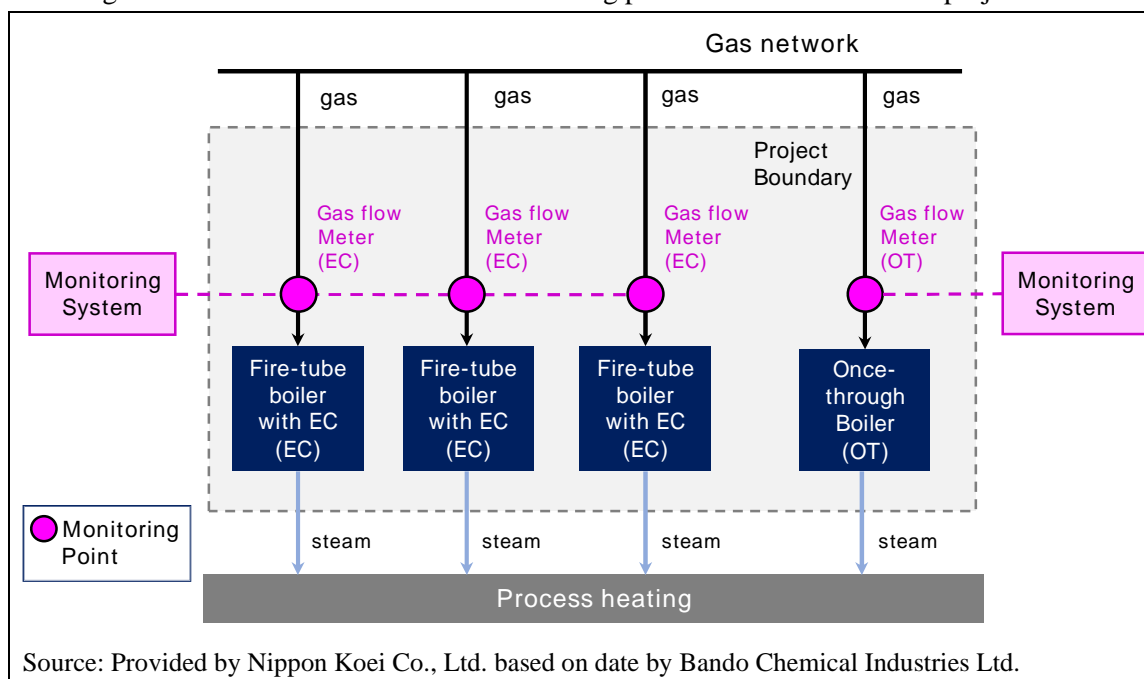 Gas network
gas
gas
gas
gas
Project
Boundary
Gas flow
Meter
(EC)
Gas flow
Meter
(EC)
Gas flow
Meter
(EC)
Gas flow
Meter
(OT)
Monitoring
System
Monitoring
System
Fire-tube
boiler
with EC
(EC)
Fire-tube
boiler
with EC
(EC)
Fire-tube
boiler
with EC
(EC)
Once-
through
Boiler
(OT)
Monitoring
Point
steam
steam
steam
steam
Process heating
Source: Provided by Nippon Koei Co., Ltd. based on date by Bando Chemical Industries Ltd.